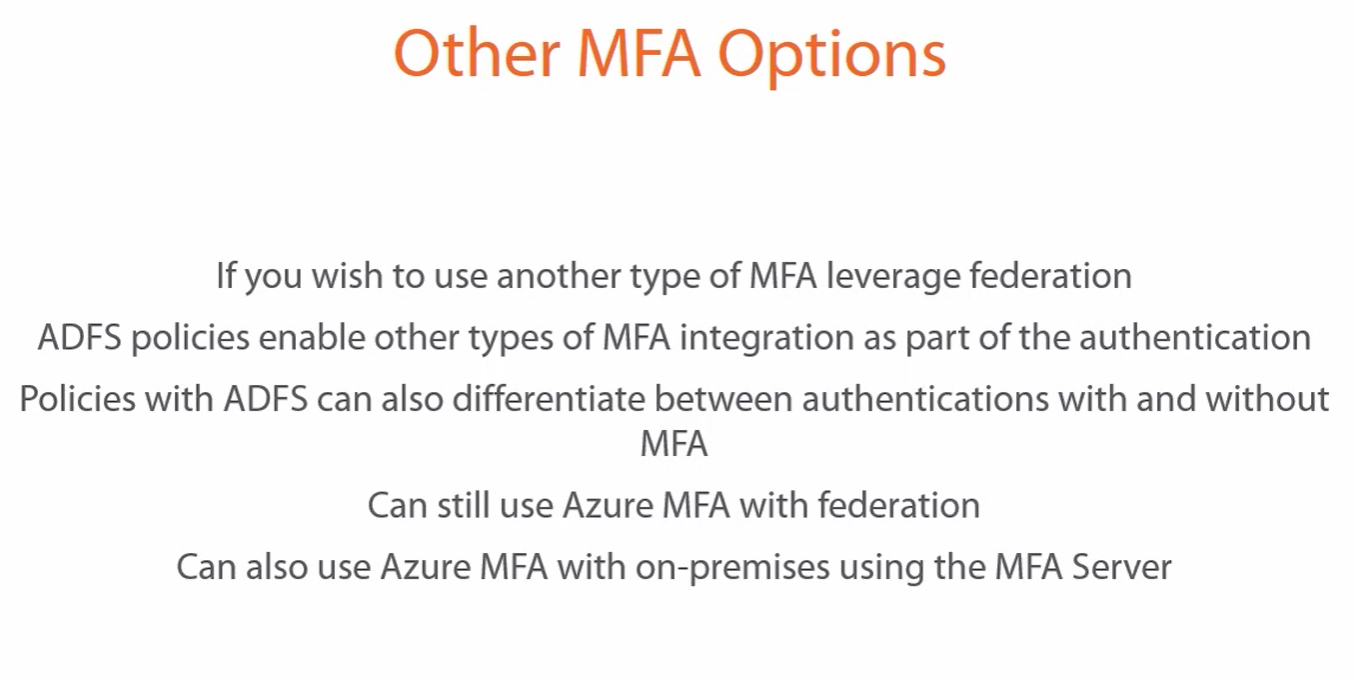 Other MFA Options
If you wish to use another type of MFA leverage federation
ADFS policies enable other types of MFA integration as part of the authentication
Policies with ADFS can also differentiate between authentications with and without
MFA
Can still use Azure MFA with federation
Can also use Azure MFA with on-premises using the MFA Server